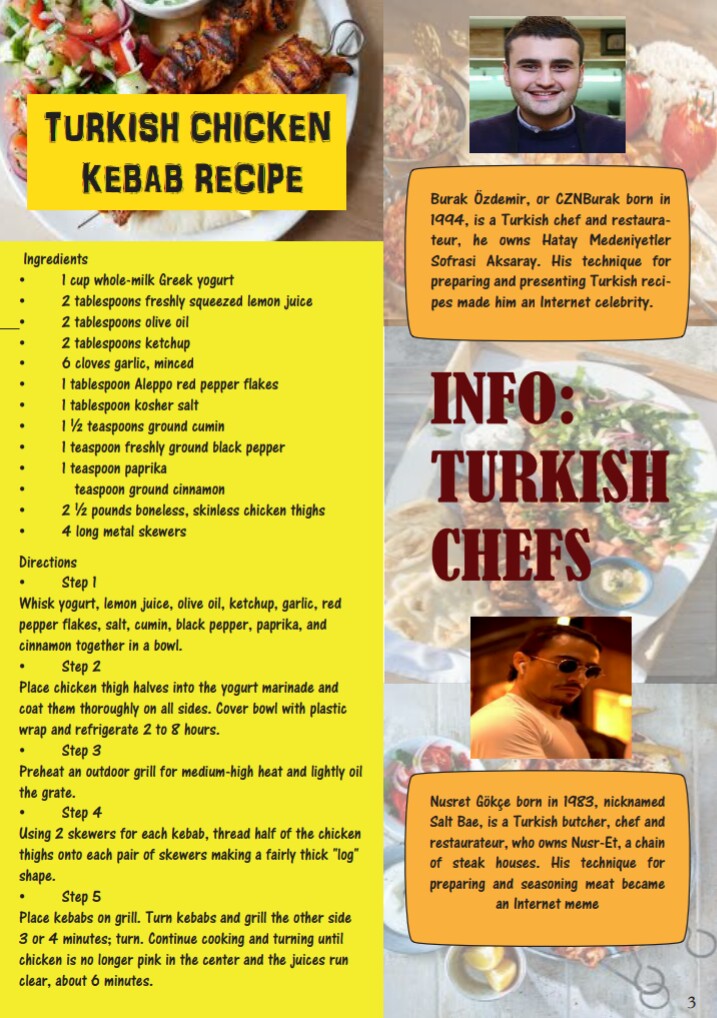 TURKISH CHICKEN
KEBAB RECIPE
Ingredients
• 1 cup whole-milk Greek yogurt
• 2 tablespoons freshly squeezed lemon juice
• 2 tablespoons olive oil
• 2 tablespoons ketchup
• 6 cloves garlic, minced
• 1 tablespoon Aleppo red pepper flakes
• 1 tablespoon kosher salt
• 1 ½ teaspoons ground cumin
• 1 teaspoon freshly ground black pepper
• 1 teaspoon paprika
• teaspoon ground cinnamon
• 2 ½ pounds boneless, skinless chicken thighs
• 4 long metal skewers
Directions
• Step 1
Whisk yogurt, lemon juice, olive oil, ketchup, garlic, red
pepper flakes, salt, cumin, black pepper, paprika, and
cinnamon together in a bowl.
• Step 2
Place chicken thigh halves into the yogurt marinade and
coat them thoroughly on all sides. Cover bowl with plastic
wrap and refrigerate 2 to 8 hours.
• Step 3
Preheat an outdoor grill for medium-high heat and lightly oil
the grate.
• Step 4
Using 2 skewers for each kebab, thread half of the chicken
thighs onto each pair of skewers making a fairly thick "log"
shape.
• Step 5
Place kebabs on grill. Turn kebabs and grill the other side
3 or 4 minutes; turn. Continue cooking and turning until
chicken is no longer pink in the center and the juices run
clear, about 6 minutes.
Burak Özdemir, or CZNBurak born in
1994, is a Turkish chef and restaura-
teur, he owns Hatay Medeniyetler
Sofrasi Aksaray. His technique for
preparing and presenting Turkish reci-
pes made him an Internet celebrity.
INFO:
TURKISH
CHEFS
Nusret Gökçe born in 1983, nicknamed
Salt Bae, is a Turkish butcher, chef and
restaurateur, who owns Nusr-Et, a chain
of steak houses. His technique for
preparing and seasoning meat became
an Internet meme
3